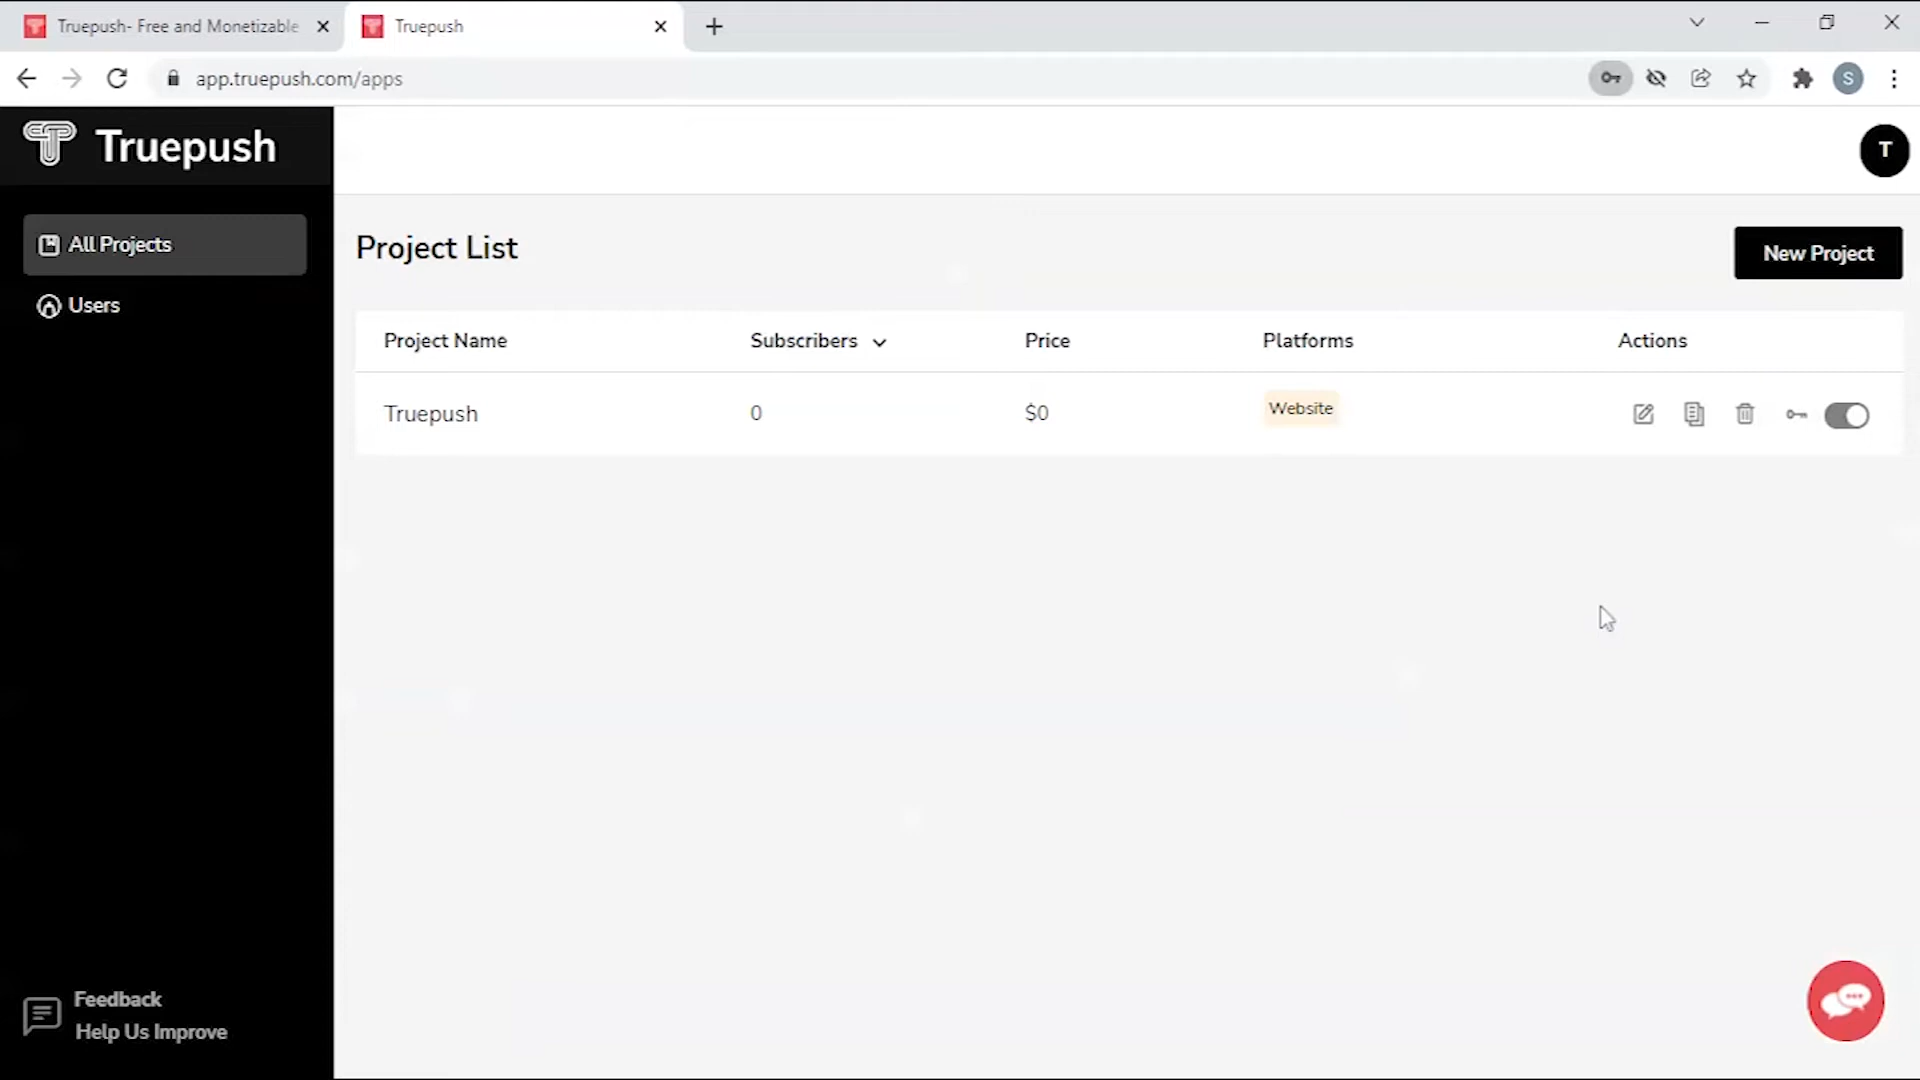 Truepush- Free and Monetizable
Truepush
app.truepush.com/apps
S
Truepush
T
All Projects
Users
Project List
New Project
Project Name Subscribers Price Platforms Actions
Truepush 0 $0 Website
Feedback
Help Us Improve